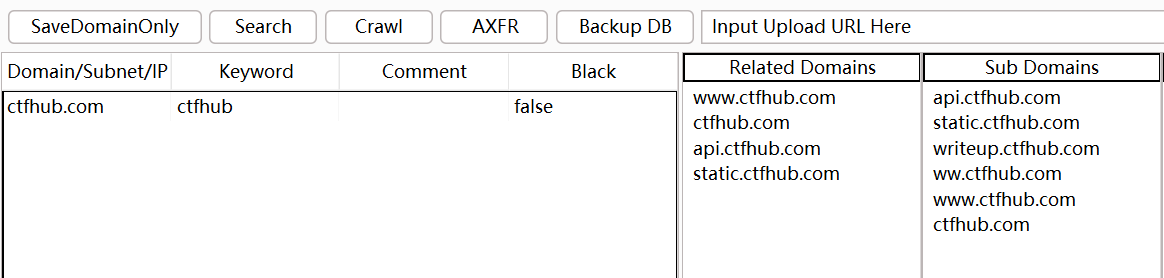 SaveDomainOnly Search Crawl AXFR Backup DB Input Upload URL Here
Domain/Subnet/IP Keyword Comment Black
ctfhub.com ctfhub false
Related Domains
www.ctfhub.com
ctfhub.com
api.ctfhub.com
static.ctfhub.com
Sub Domains
api.ctfhub.com
static.ctfhub.com
writeup.ctfhub.com
ww.ctfhub.com
www.ctfhub.com
ctfhub.com